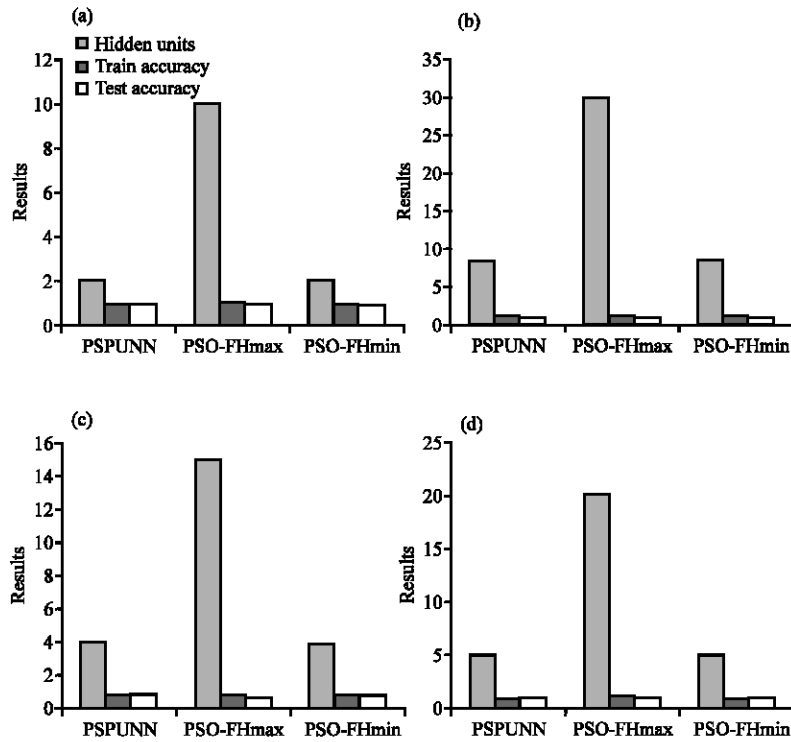 (a)
Hidden units
Train accuracy
Test accuracy
12
10
8
6
4
2
0
Results
PSPUNN PSO-FHmax PSO-FHmin
(b)
35
30
25
20
15
10
5
0
Results
PSPUNN PSO-FHmax PSO-FHmin
(c)
16
14
12
10
8
6
4
2
0
Results
PSPUNN PSO-FHmax PSO-FHmin
(d)
25
20
15
10
5
0
Results
PSPUNN PSO-FHmax PSO-FHmin